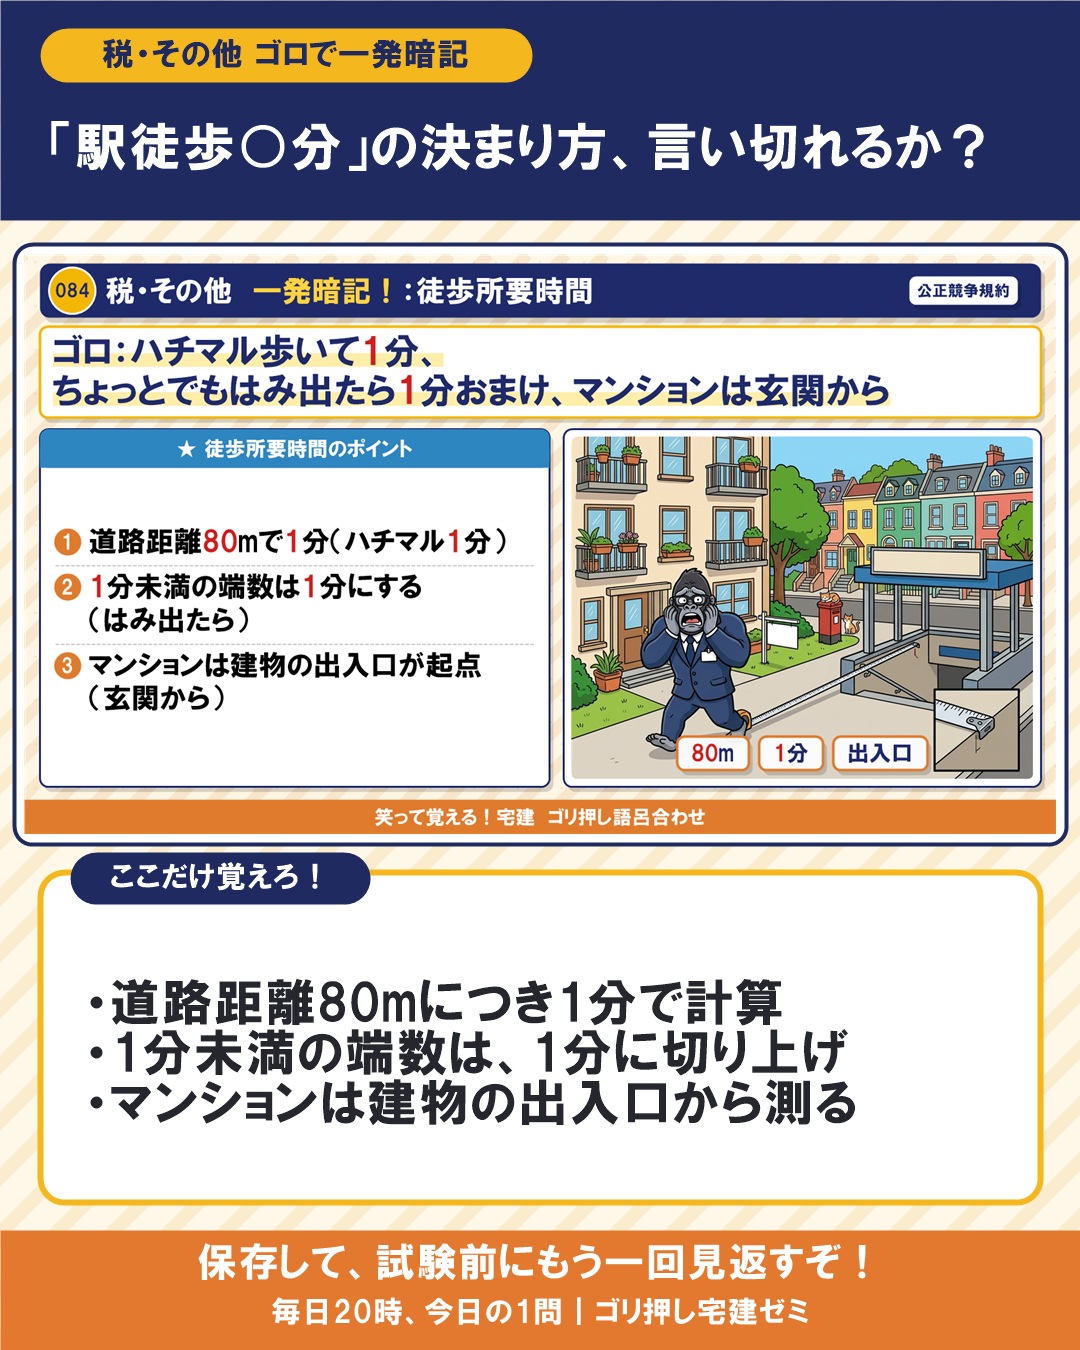 税・その他 ゴロで一発暗記
「駅徒歩〇分」の決まり方、言い切れるか？
084 税・その他 一発暗記！：徒歩所要時間 公正競争規約
ゴロ：ハチマル歩いて1分、
ちょっとでもはみ出たら1分おまけ、マンションは玄関から
★ 徒歩所要時間のポイント
1 道路距離80mで1分（ハチマル1分）
2 1分未満の端数は1分にする
（はみ出たら）
3 マンションは建物の出入口が起点
（玄関から）
80m 1分 出入口
笑って覚える！宅建 ゴリ押し語呂合わせ
ここだけ覚えろ！
・道路距離80mにつき1分で計算
・1分未満の端数は、1分に切り上げ
・マンションは建物の出入口から測る
保存して、試験前にもう一回見返すぞ！
毎日20時、今日の1問｜ゴリ押し宅建ゼミ